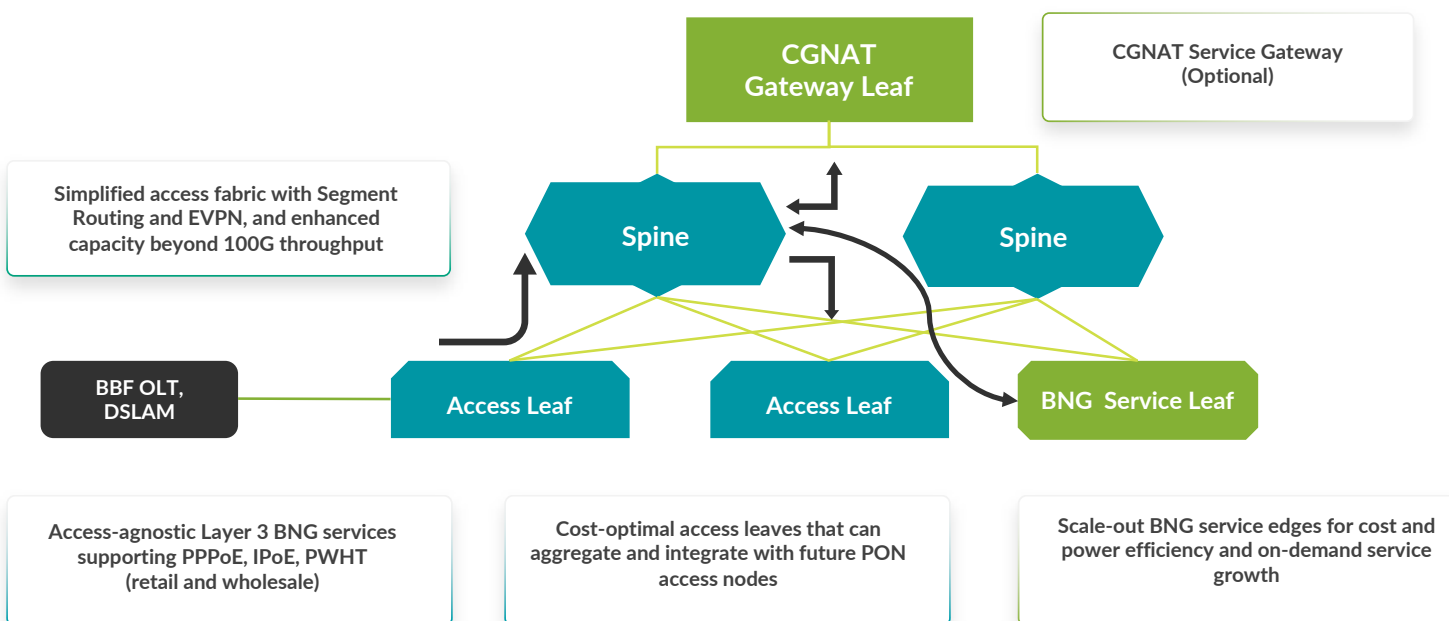 CGNAT
Gateway Leaf
CGNAT Service Gateway
(Optional)
Simplified access fabric with Segment
Routing and EVPN, and enhanced
capacity beyond 100G throughput
Spine
Spine
BBF OLT,
DSLAM
Access Leaf
Access Leaf
BNG Service Leaf
Access-agnostic Layer 3 BNG services
supporting PPPoE, IPoE, PWHT
(retail and wholesale)
Cost-optimal access leaves that can
aggregate and integrate with future PON
access nodes
Scale-out BNG service edges for cost and
power efficiency and on-demand service
growth